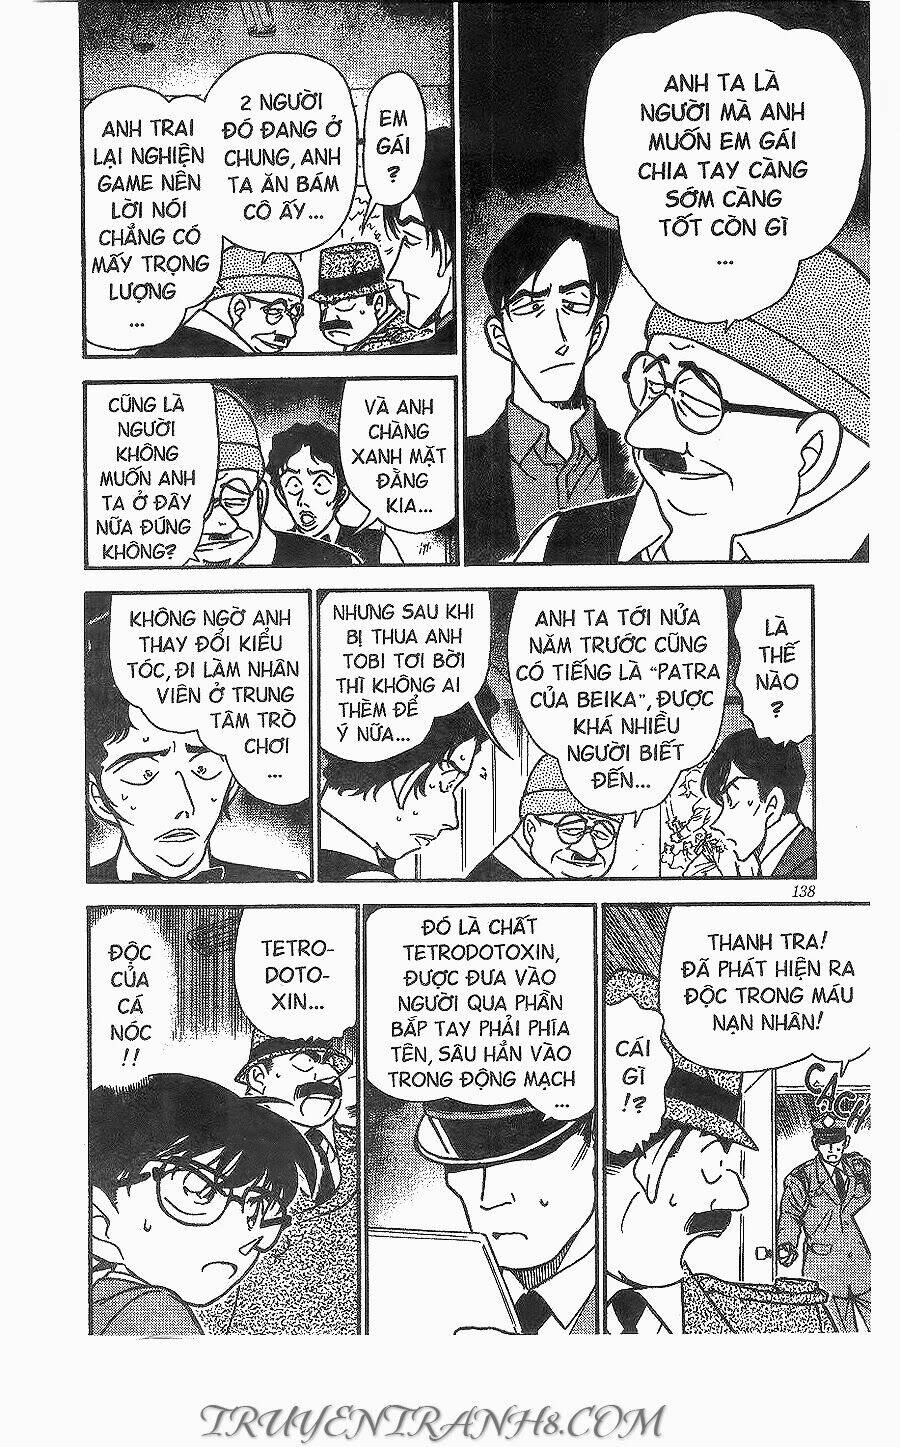 ANH TA LÀ
NGƯỜI MÀ ANH
MUỐN EM GÁI
CHIA TAY CÀNG
SỚM CÀNG
TỐT CÒN GÌ
...
EM
GÁI
?
2 NGƯỜI
ĐÓ ĐANG Ở
CHUNG, ANH
TA ĂN BÁM
CÔ ẤY...
ANH TRAI
LẠI NGHIỆN
GAME NÊN
LỜI NÓI
CHẲNG CÓ
MẤY TRỌNG
LƯỢNG
...
VÀ ANH
CHÀNG
XANH MẶT
ĐẰNG
KIA...
CŨNG LÀ
NGƯỜI
KHÔNG
MUỐN ANH
TA Ở ĐÂY
NỮA ĐÚNG
KHÔNG?
LÀ
THẾ
NÀO
?
ANH TA TỚI NỬA
NĂM TRƯỚC CŨNG
CÓ TIẾNG LÀ "PATRA
CỦA BEIKA", ĐƯỢC
KHÁ NHIỀU
NGƯỜI BIẾT
ĐẾN...
NHƯNG SAU KHI
BỊ THUA ANH
TOBI TƠI BỜI
THÌ KHÔNG AI
THÈM ĐỂ
Ý NỮA...
KHÔNG NGỜ ANH
THAY ĐỔI KIỂU
TÓC, ĐI LÀM NHÂN
VIÊN Ở TRUNG
TÂM TRÒ
CHƠI
...
138
THANH TRA!
ĐÃ PHÁT HIỆN RA
ĐỘC TRONG MÁU
NẠN NHÂN!
CẠCH
CÁI
GÌ
!?
ĐÓ LÀ CHẤT
TETRODOTOXIN,
ĐƯỢC ĐƯA VÀO
NGƯỜI QUA PHẦN
BẮP TAY PHẢI PHÍA
TÊN, SÂU HẲN VÀO
TRONG ĐỘNG MẠCH
...
TETRO-
DOTO-
XIN...
ĐỘC
CỦA
CÁ
NÓC
!!
TRUYENTRANH8.COM